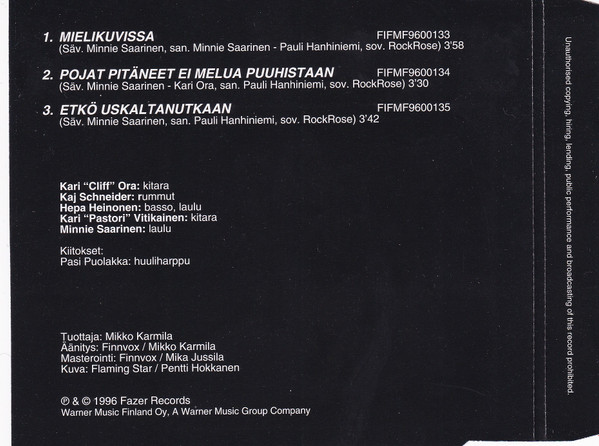 1. MIELIKUVISSA FIFMF9600133
(Säv. Minnie Saarinen, san. Minnie Saarinen - Pauli Hanhiniemi, sov. RockRose) 3'58
2. POJAT PITÄNEET EI MELUA PUUHISTAAN FIFMF9600134
(Säv. Minnie Saarinen - Kari Ora, san. Pauli Hanhiniemi, sov. RockRose) 3'30
3. ETKÖ USKALTANUTKAAN FIFMF9600135
(Säv. Minnie Saarinen, san. Pauli Hanhiniemi, sov. RockRose) 3'42
Kari "Cliff" Ora: kitara
Kaj Schneider: rummut
Hepa Heinonen: basso, laulu
Kari "Pastori" Vitikainen: kitara
Minnie Saarinen: laulu
Kiitokset:
Pasi Puolakka: huuliharppu
Tuottaja: Mikko Karmila
Äänitys: Finnvox / Mikko Karmila
Masterointi: Finnvox / Mika Jussila
Kuva: Flaming Star / Pentti Hokkanen
℗ & © 1996 Fazer Records
Warner Music Finland Oy, A Warner Music Group Company
Unauthorised copying, hiring, lending, public performance and broadcasting of this record prohibited.